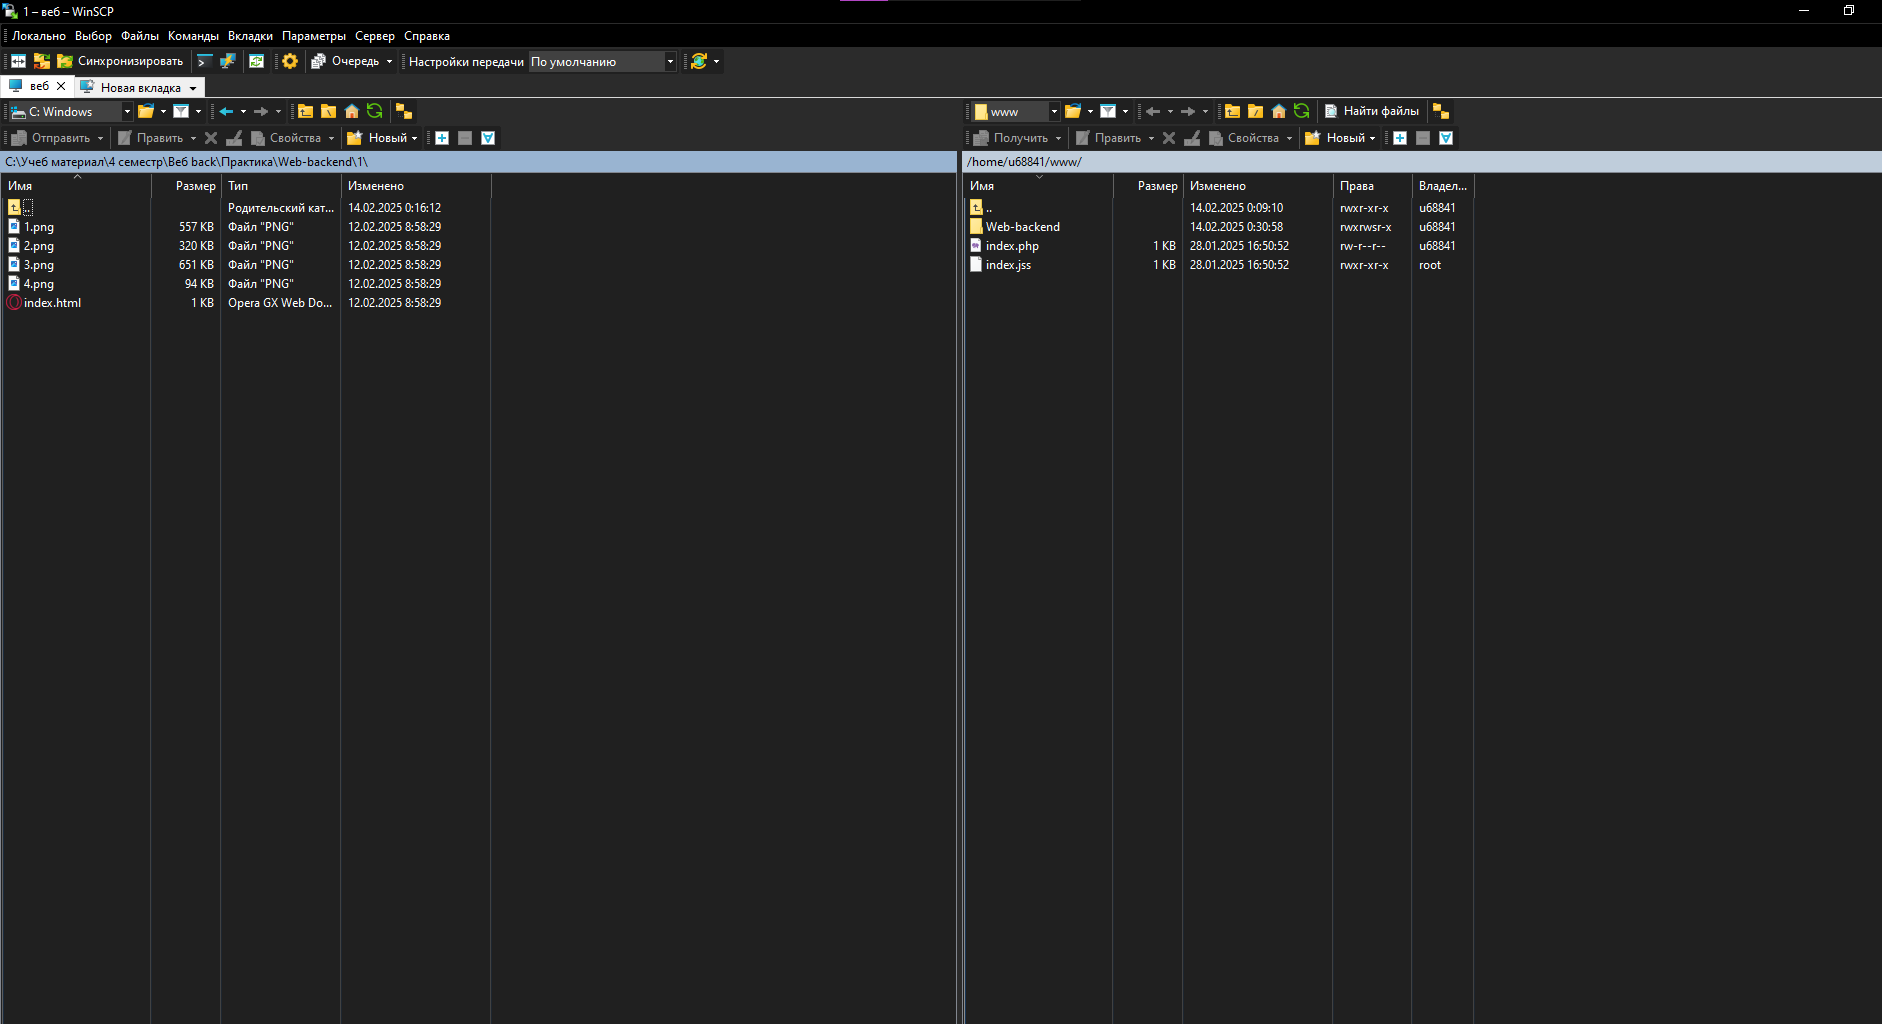 1 – веб – WinSCP
Локально Выбор Файлы Команды Вкладки Параметры Сервер Справка
Синхронизировать Очередь Настройки передачи По умолчанию
веб Новая вкладка
C: Windows
Отправить Править Свойства Новый
C:\Учеб материал\4 семестр\Веб back\Практика\Web-backend\1\
Имя Размер Тип Изменено
.. Родительский кат... 14.02.2025 0:16:12
1.png 557 KB Файл "PNG" 12.02.2025 8:58:29
2.png 320 KB Файл "PNG" 12.02.2025 8:58:29
3.png 651 KB Файл "PNG" 12.02.2025 8:58:29
4.png 94 KB Файл "PNG" 12.02.2025 8:58:29
index.html 1 KB Opera GX Web Do... 12.02.2025 8:58:29
www Найти файлы
Получить Править Свойства Новый
/home/u68841/www/
Имя Размер Изменено Права Владел...
.. 14.02.2025 0:09:10 rwxr-xr-x u68841
Web-backend 14.02.2025 0:30:58 rwxrwsr-x u68841
index.php 1 KB 28.01.2025 16:50:52 rw-r--r-- u68841
index.jss 1 KB 28.01.2025 16:50:52 rwxr-xr-x root